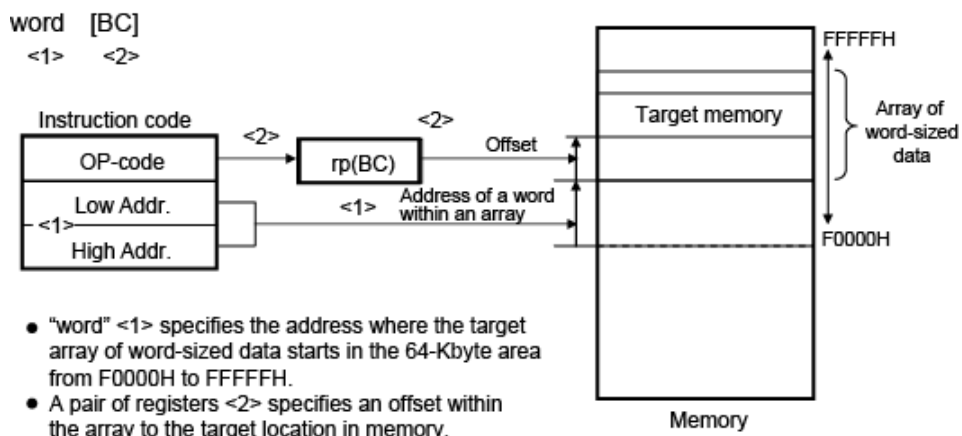 word [BC]
<1> <2>
FFFFFH
Instruction code
<2>
<2>
Target memory
Array of
word-sized
data
OP-code
rp(BC)
Offset
Low Addr.
<1>
High Addr.
<1>
Address of a word
within an array
F0000H
● "word" <1> specifies the address where the target
array of word-sized data starts in the 64-Kbyte area
from F0000H to FFFFFH.
● A pair of registers <2> specifies an offset within
the array to the target location in memory.
Memory